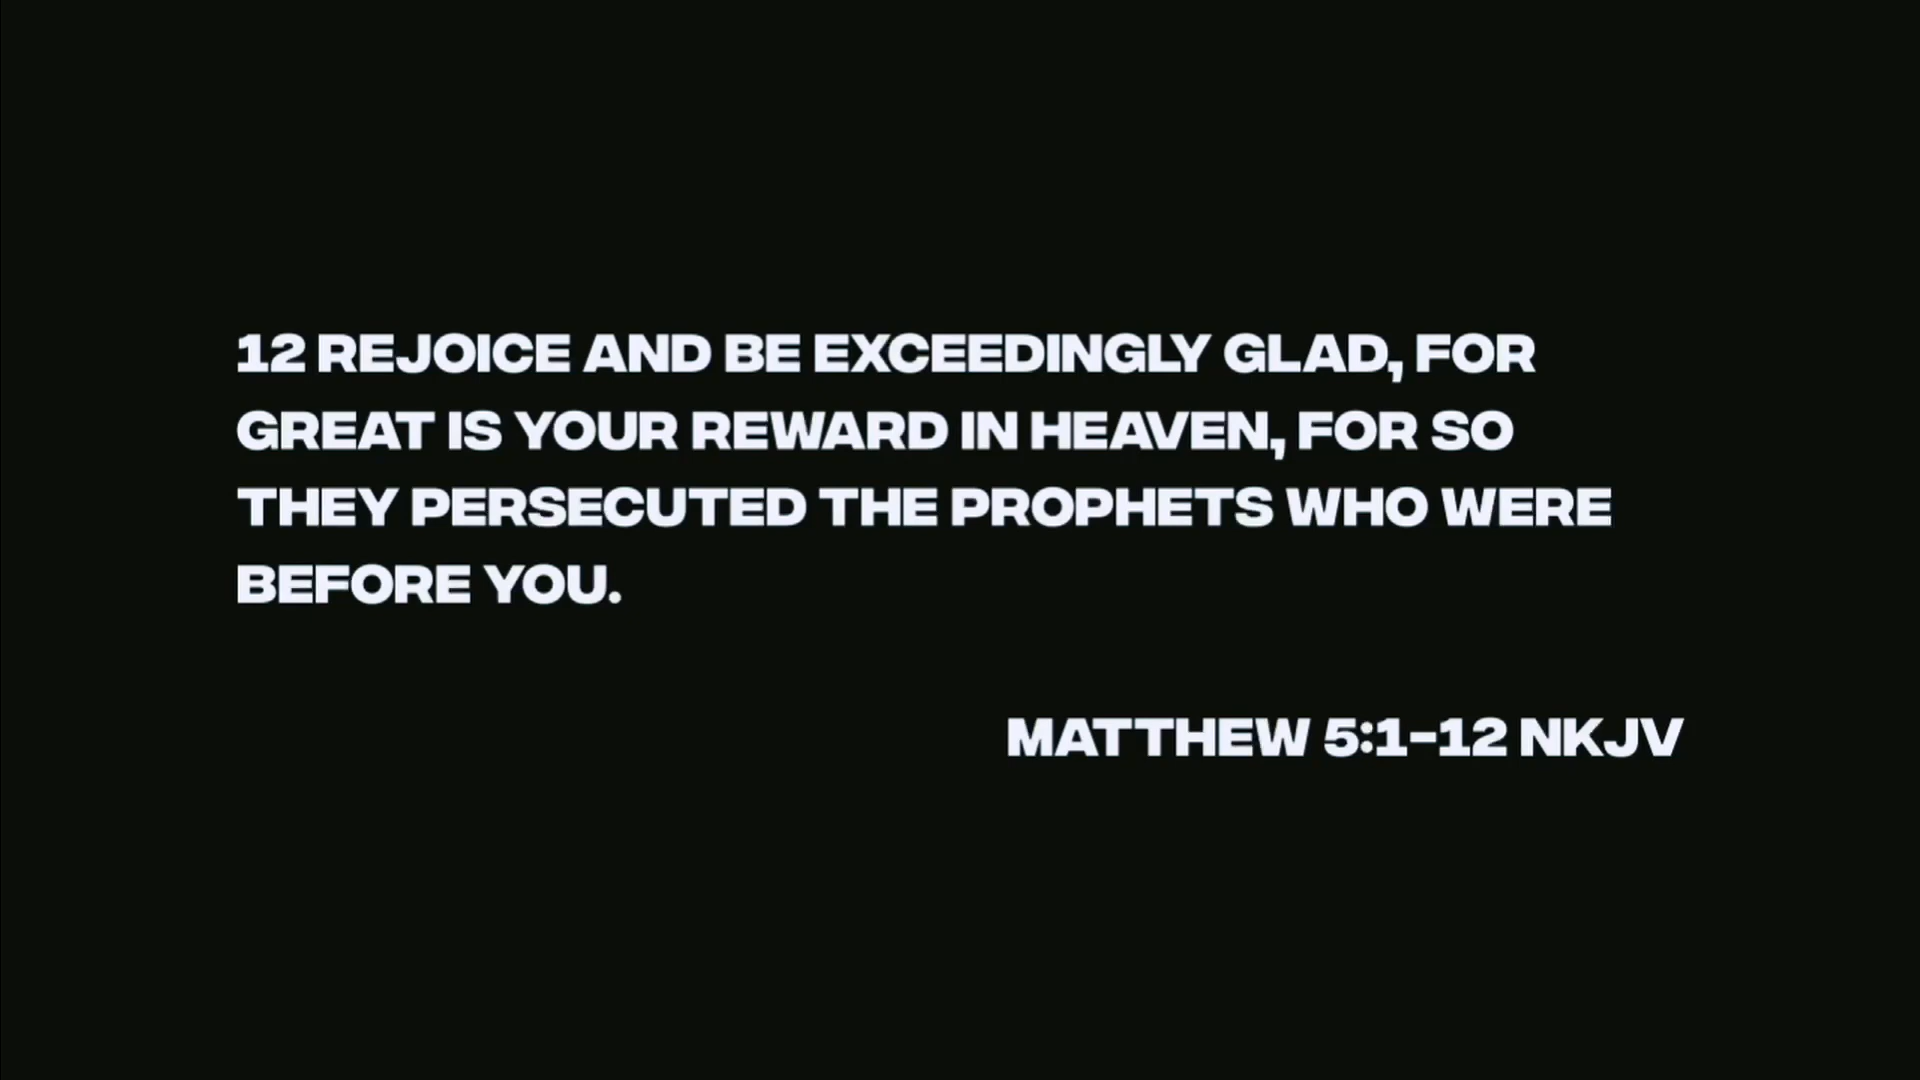 12 REJOICE AND BE EXCEEDINGLY GLAD, FOR
GREAT IS YOUR REWARD IN HEAVEN, FOR SO
THEY PERSECUTED THE PROPHETS WHO WERE
BEFORE YOU.
MATTHEW 5:1-12 NKJV